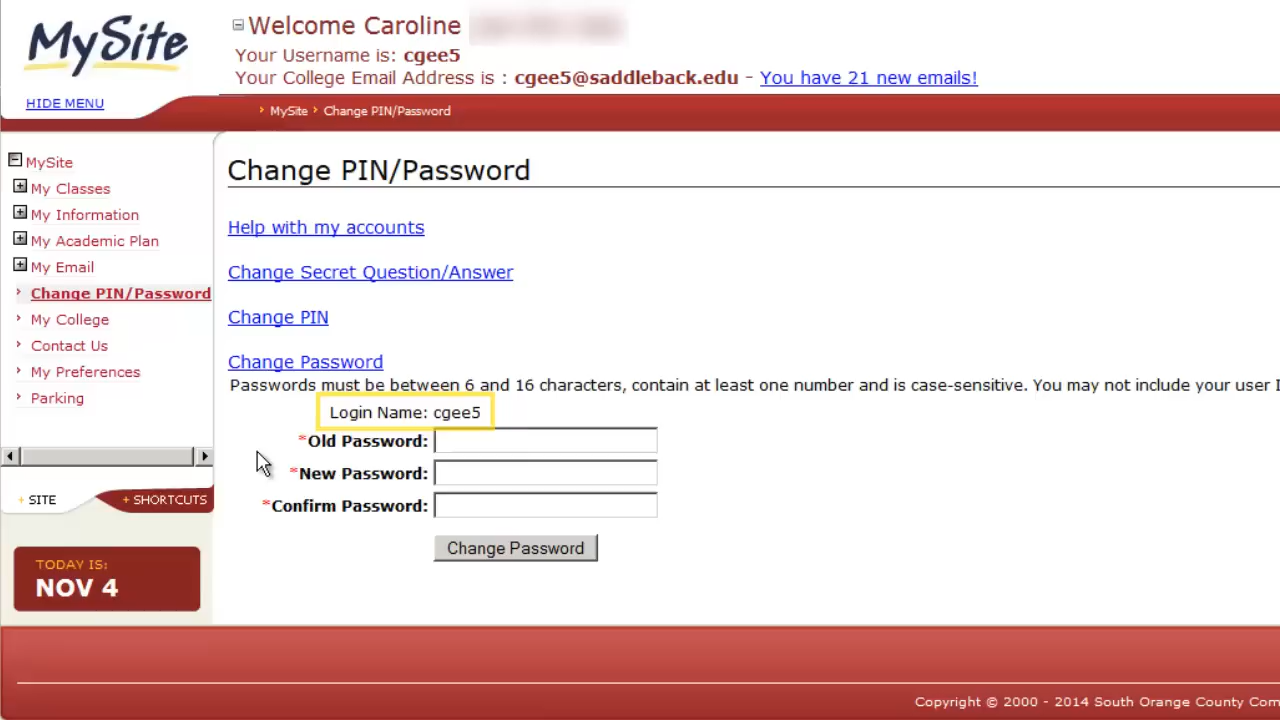 MySite
Welcome Caroline
Your Username is: cgee5
Your College Email Address is : cgee5@saddleback.edu - You have 21 new emails!
HIDE MENU
MySite Change PIN/Password
MySite
My Classes
My Information
My Academic Plan
My Email
Change PIN/Password
My College
Contact Us
My Preferences
Parking
SITE
SHORTCUTS
TODAY IS:
NOV 4
Change PIN/Password
Help with my accounts
Change Secret Question/Answer
Change PIN
Change Password
Passwords must be between 6 and 16 characters, contain at least one number and is case-sensitive. You may not include your user
Login Name: cgee5
*Old Password:
*New Password:
*Confirm Password:
Change Password
Copyright © 2000 - 2014 South Orange County Com